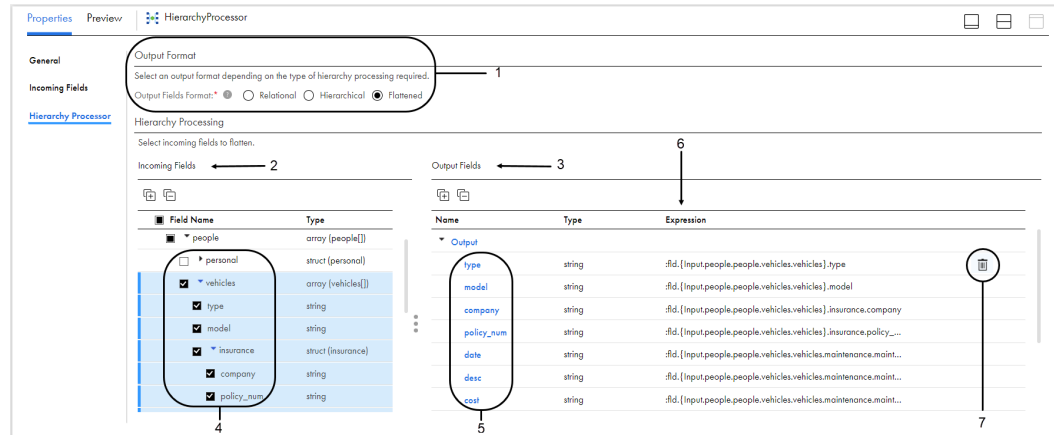 Properties Preview HierarchyProcessor
General
Incoming Fields
Hierarchy Processor
Output Format
Select an output format depending on the type of hierarchy processing required.
1
Output Fields Format:* Relational Hierarchical Flattened
Hierarchy Processing
Select incoming fields to flatten.
6
Incoming Fields 2 Output Fields 3
Field Name Type Name Type Expression
people array (people[]) Output
personal struct (personal) type string :fld.{Input.people.people.vehicles.vehicles}.type
vehicles array (vehicles[]) model string :fld.{Input.people.people.vehicles.vehicles}.model
type string company string :fld.{Input.people.people.vehicles.vehicles}.insurance.company
model string policy_num string :fld.{Input.people.people.vehicles.vehicles}.insurance.policy_...
insurance struct (insurance) date string :fld.{Input.people.people.vehicles.vehicles.maintenance.maint...
company string desc string :fld.{Input.people.people.vehicles.vehicles.maintenance.maint...
policy_num string cost string :fld.{Input.people.people.vehicles.vehicles.maintenance.maint...
4 5 7